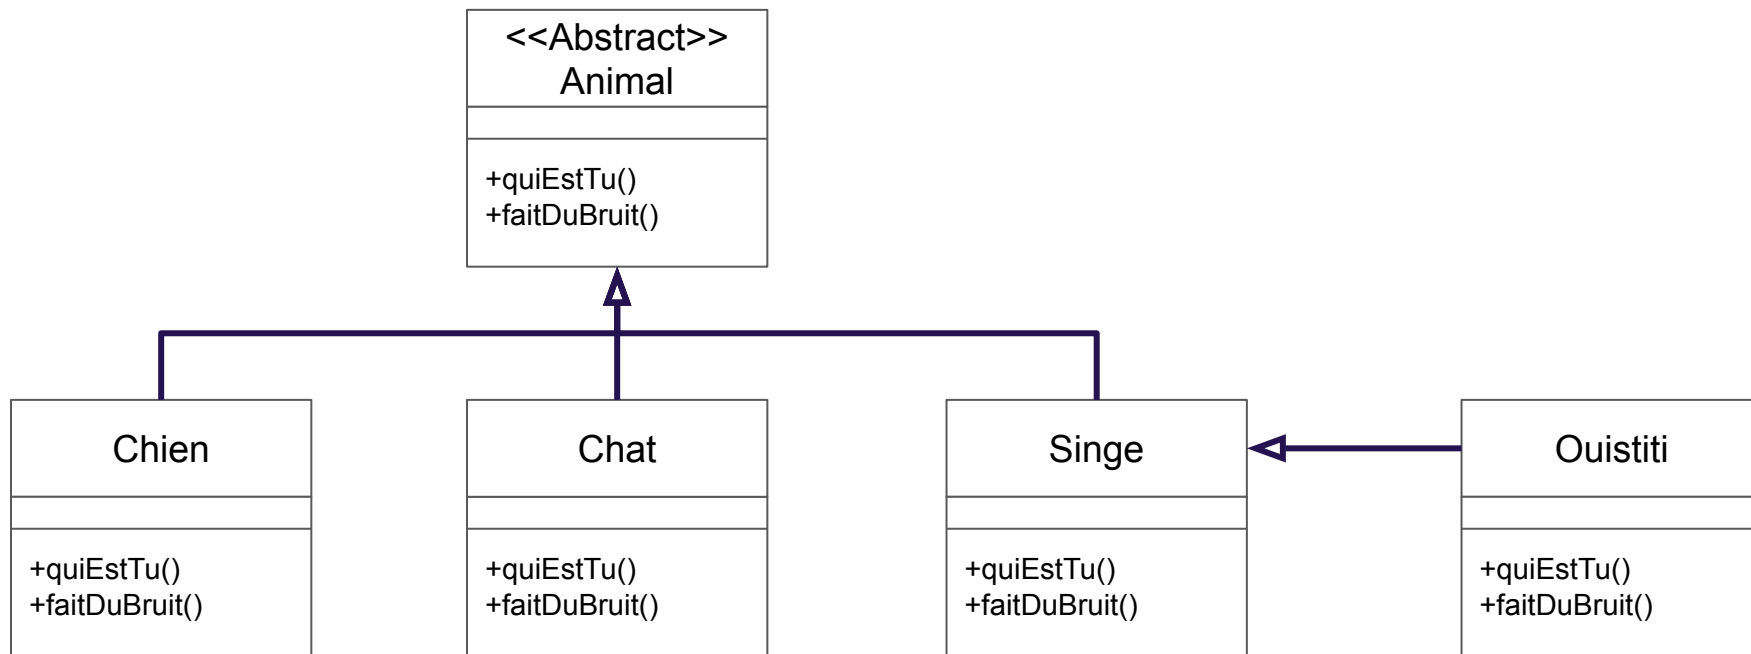 <<Abstract>>
Animal
+quiEstTu()
+faitDuBruit()
Chien
+quiEstTu()
+faitDuBruit()
Chat
+quiEstTu()
+faitDuBruit()
Singe
+quiEstTu()
+faitDuBruit()
Ouistiti
+quiEstTu()
+faitDuBruit()